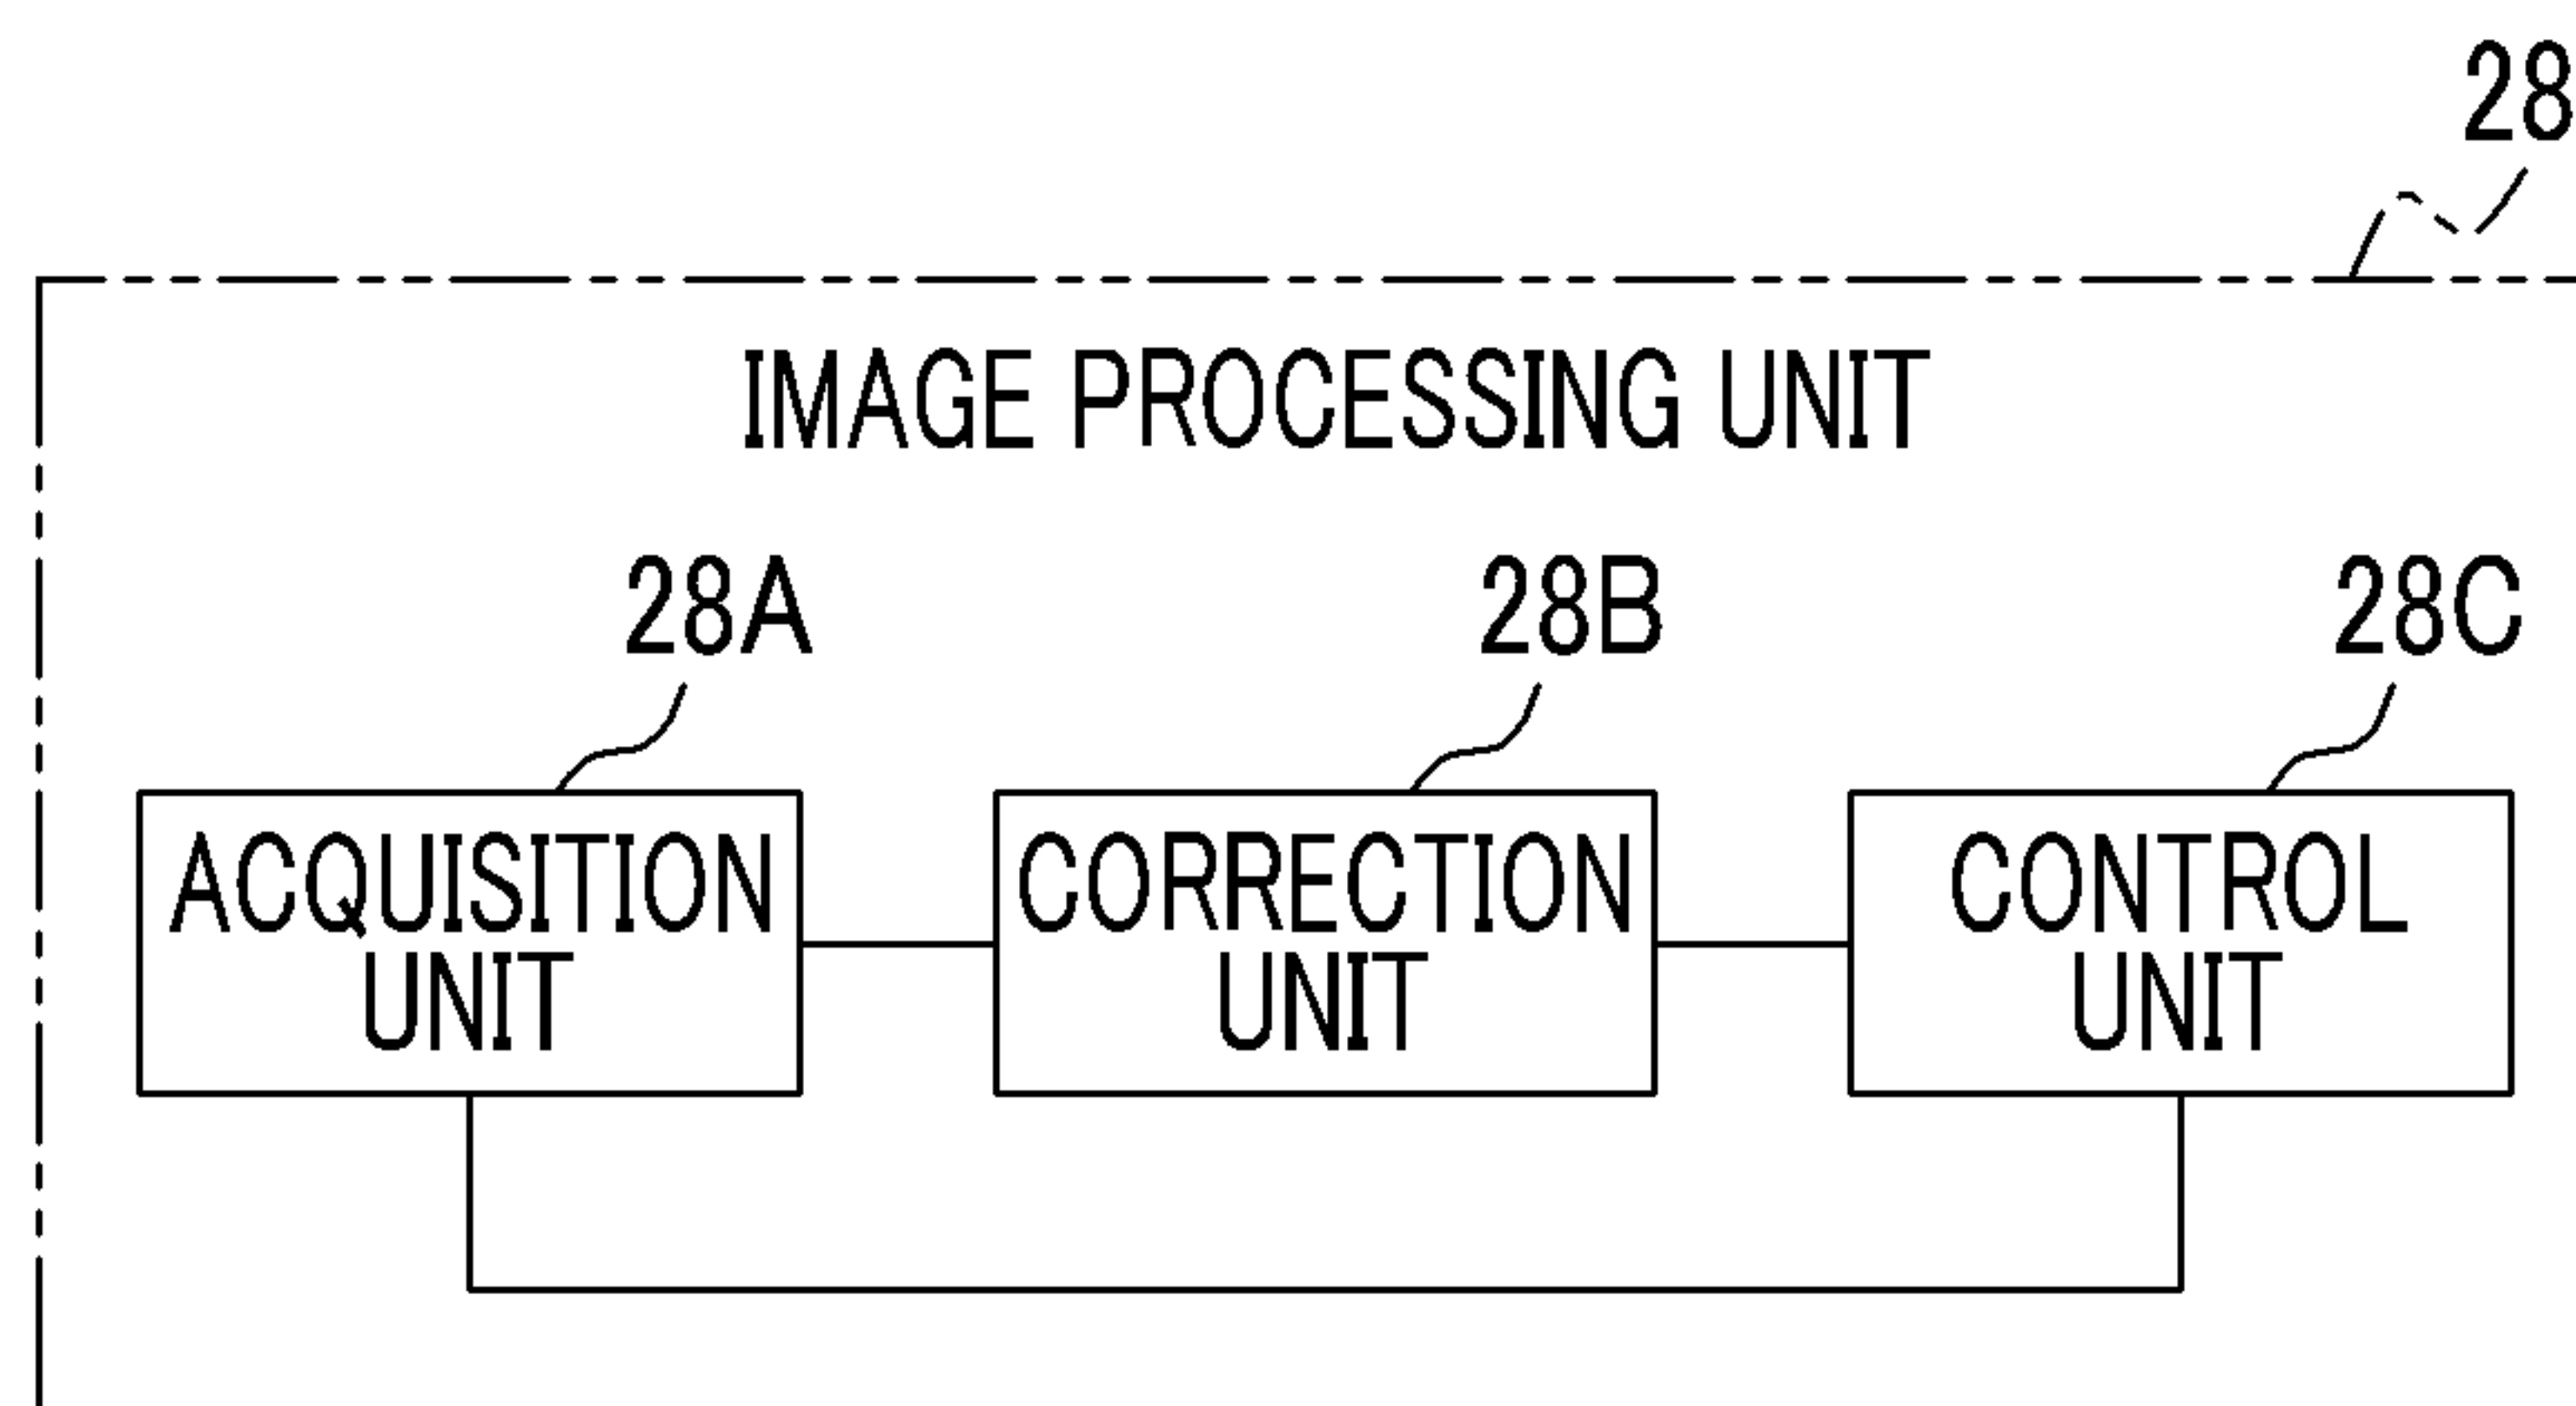 28
IMAGE PROCESSING UNIT
28A
28B
28C
ACQUISITION
UNIT
CORRECTION
UNIT
CONTROL
UNIT